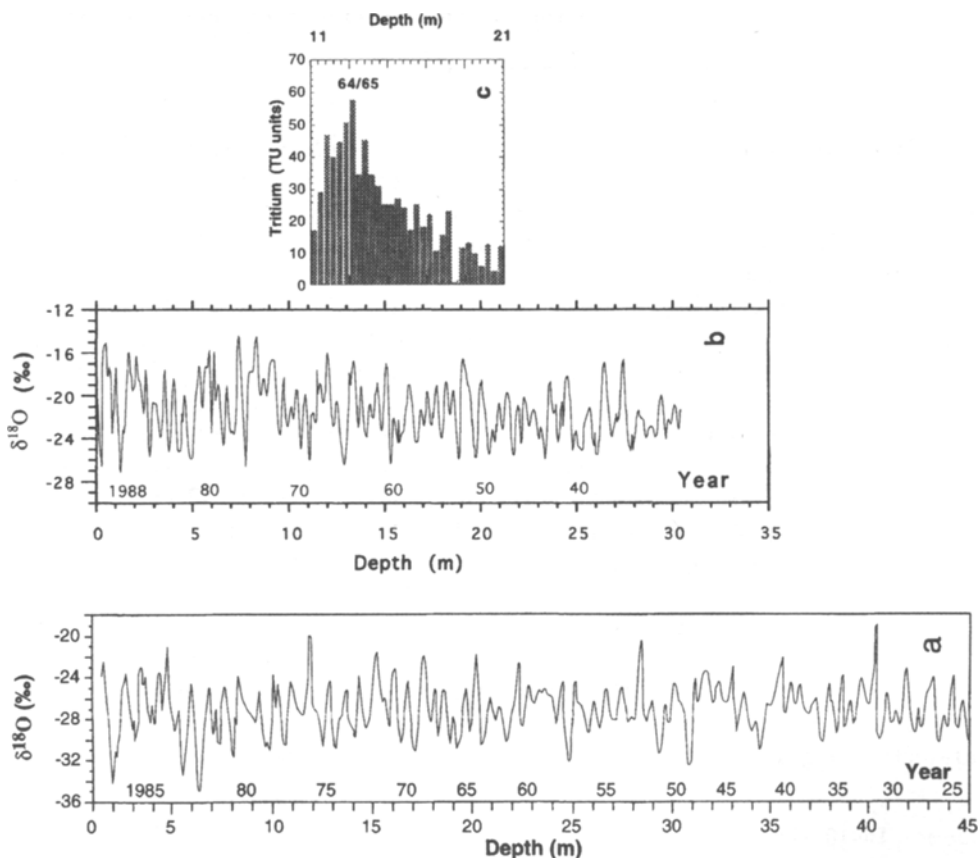 Depth (m)
11 21
70
60
50
40
30
20
10
0
Tritium (TU units)
64/65
c
-12
-16
-20
-24
-28
δ18O (‰)
b
1988 80 70 60 50 40 Year
0 5 10 15 20 25 30 35
Depth (m)
-20
-24
-28
-32
-36
δ18O (‰)
a
1985 80 75 70 65 60 55 50 45 40 35 30 25
Year
0 5 10 15 20 25 30 35 40 45
Depth (m)